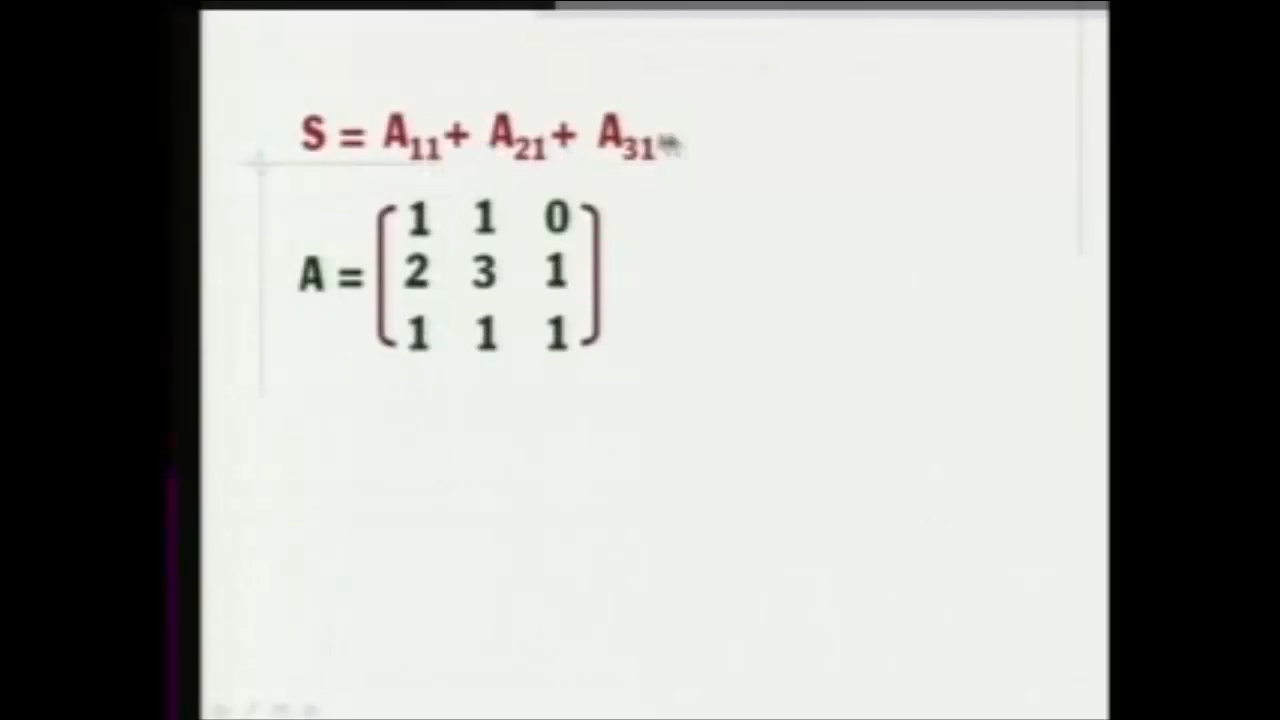 S = A₁₁+ A₂₁+ A₃₁
A = 
1 1 0
2 3 1
1 1 1